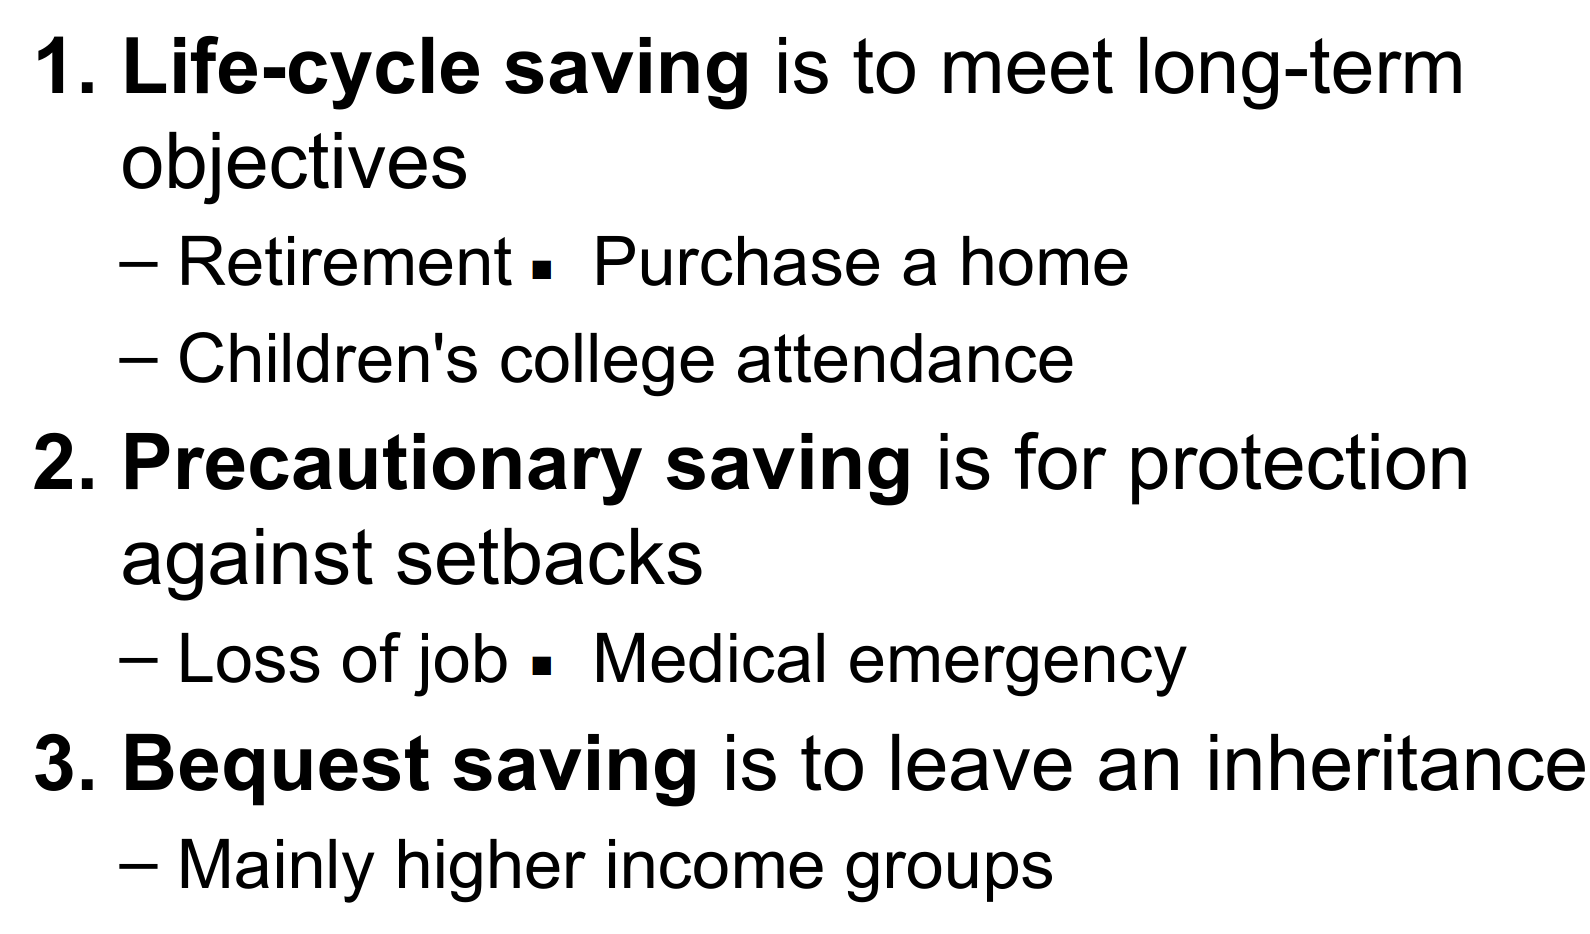 1. Life-cycle saving is to meet long-term
objectives
– Retirement ▪ Purchase a home
– Children's college attendance
2. Precautionary saving is for protection
against setbacks
– Loss of job ▪ Medical emergency
3. Bequest saving is to leave an inheritance
– Mainly higher income groups